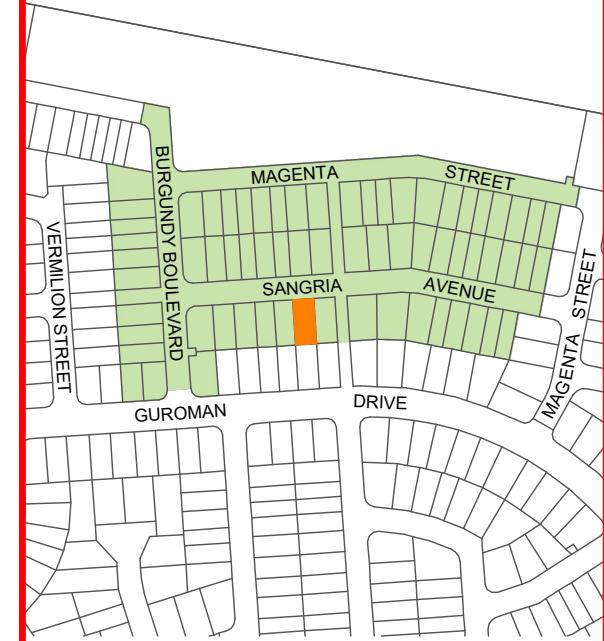 MAGENTA
STREET
BURGUNDY BOULEVARD
VERMILION STREET
SANGRIA
AVENUE
MAGENTA STREET
GUROMAN
DRIVE